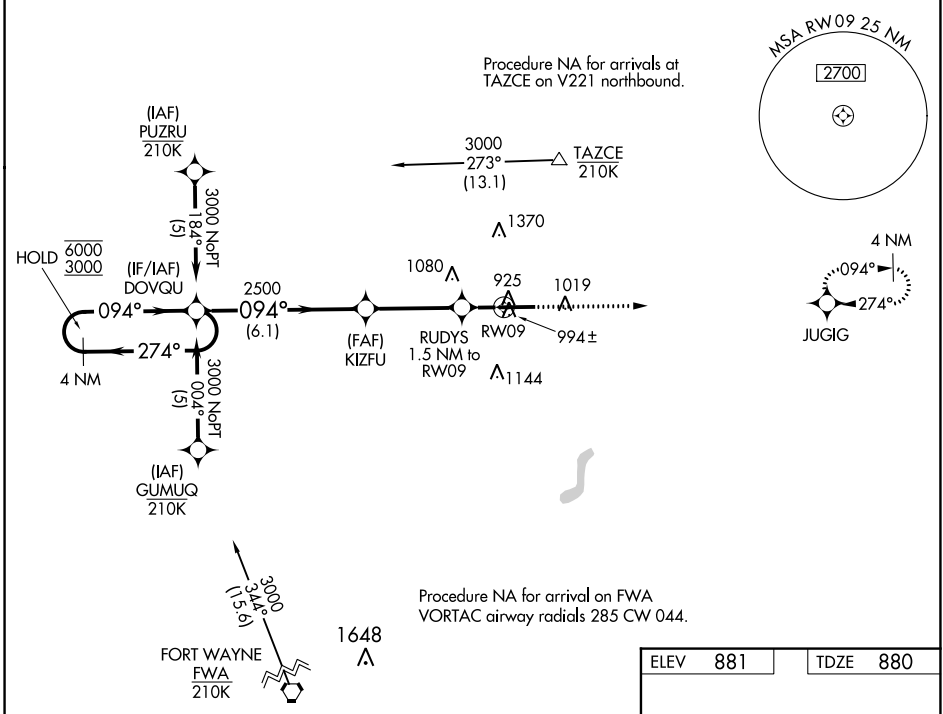 MSA RW09 25 NM
2700
Procedure NA for arrivals at
TAZCE on V221 northbound.
(IAF)
PUZRU
210K
3000
273°
(13.1)
TAZCE
210K
3000 NoPT
184°
(5)
1370
HOLD
6000
3000
(IF/IAF)
DOVQU
1080
925
1019
4 NM
094°
274°
JUGIG
094°
2500
094°
(6.1)
274°
4 NM
(FAF)
KIZFU
RUDYS
1.5 NM to
RW09
RW09
994±
1144
3000 NoPT
004°
(5)
(IAF)
GUMUQ
210K
3000
344°
(15.6)
Procedure NA for arrival on FWA
VORTAC airway radials 285 CW 044.
1648
FORT WAYNE
FWA
210K
ELEV 881
TDZE 880